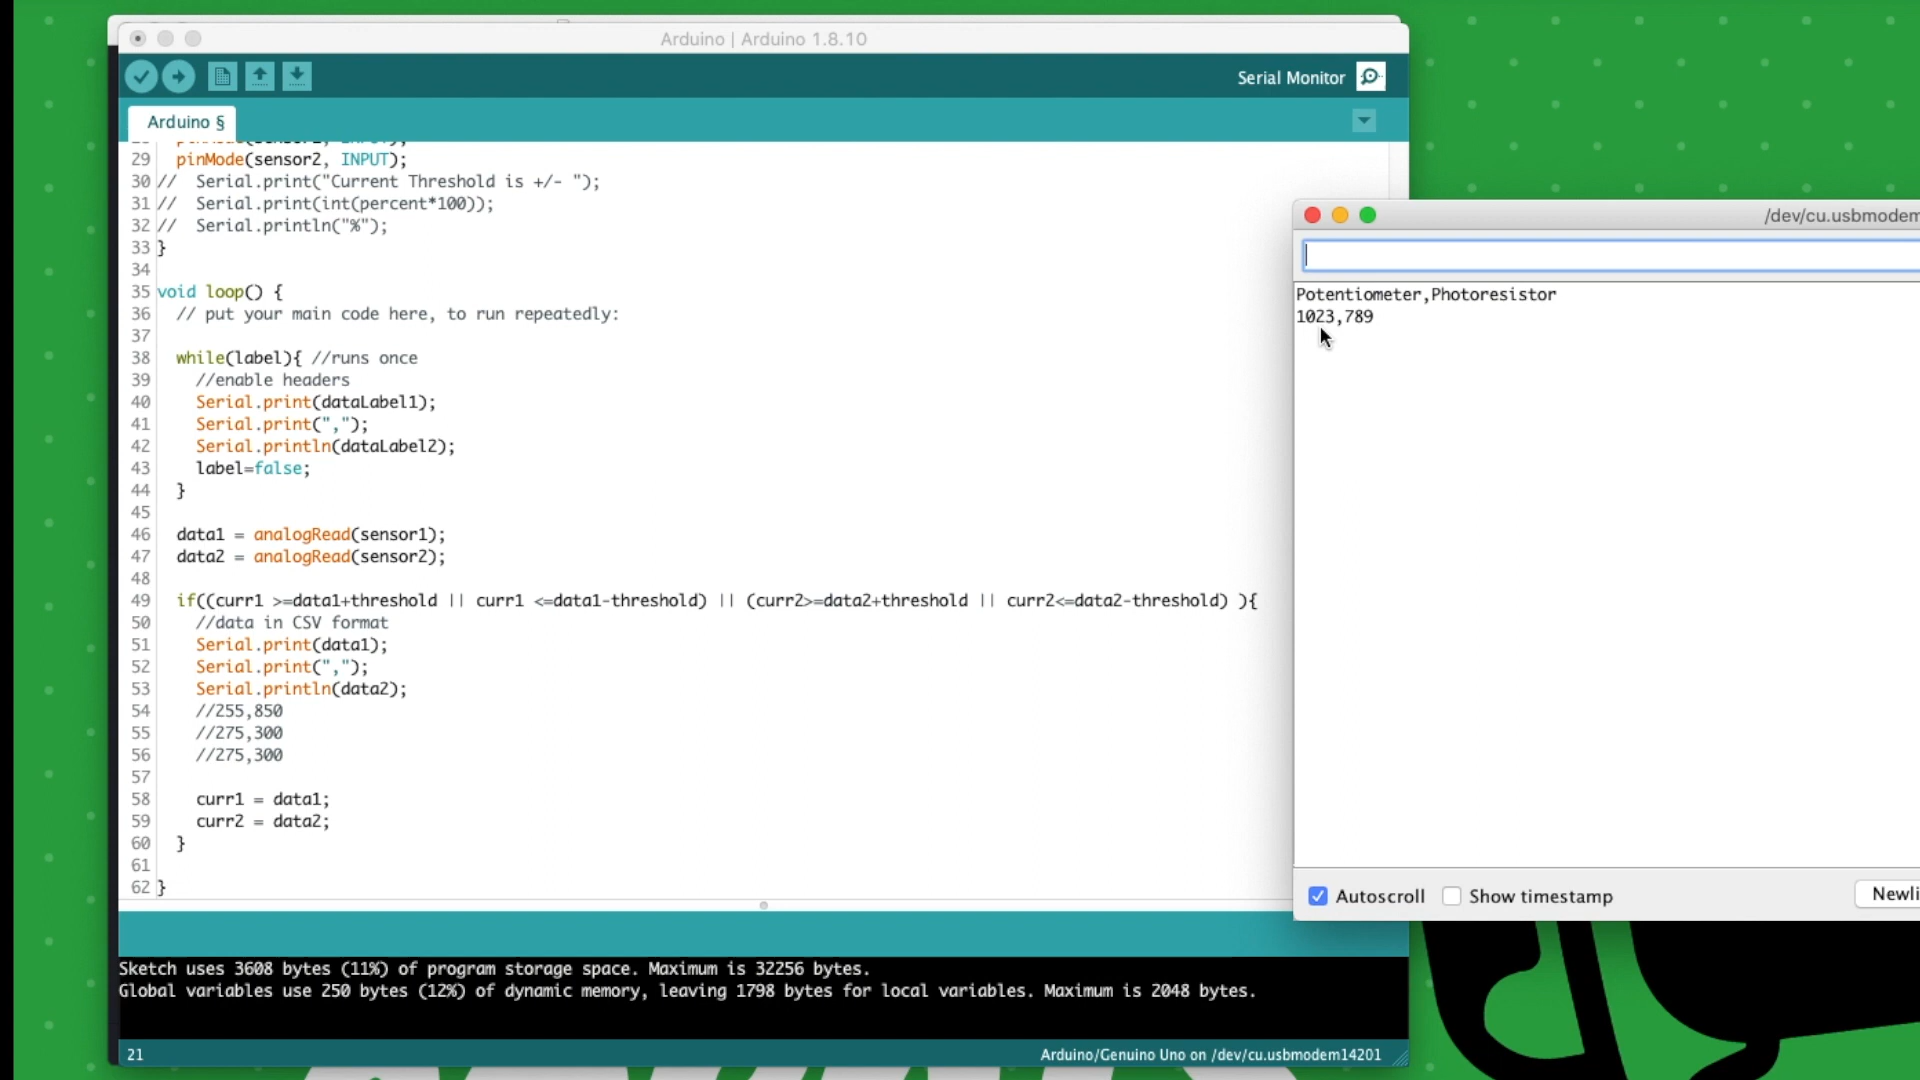 Arduino | Arduino 1.8.10
Serial Monitor
Arduino §
29 pinMode(sensor2, INPUT);
30 // Serial.print("Current Threshold is +/- ");
31 // Serial.print(int(percent*100));
32 // Serial.println("%");
33 }
34
35 void loop() {
36 // put your main code here, to run repeatedly:
37
38 while(label){ //runs once
39 //enable headers
40 Serial.print(dataLabel1);
41 Serial.print(",");
42 Serial.println(dataLabel2);
43 label=false;
44 }
45
46 data1 = analogRead(sensor1);
47 data2 = analogRead(sensor2);
48
49 if((curr1 >=data1+threshold || curr1 <=data1-threshold) || (curr2>=data2+threshold || curr2<=data2-threshold) ){
50 //data in CSV format
51 Serial.print(data1);
52 Serial.print(",");
53 Serial.println(data2);
54 //255,850
55 //275,300
56 //275,300
57
58 curr1 = data1;
59 curr2 = data2;
60 }
61
62 }
Sketch uses 3608 bytes (11%) of program storage space. Maximum is 32256 bytes.
Global variables use 250 bytes (12%) of dynamic memory, leaving 1798 bytes for local variables. Maximum is 2048 bytes.
21
Arduino/Genuino Uno on /dev/cu.usbmodem14201
/dev/cu.usbmodem
Potentiometer,Photoresistor
1023,789
Autoscroll
Show timestamp
Newli